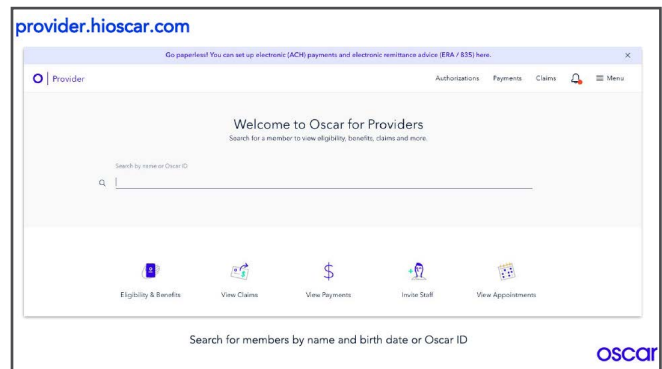 provider.hioscar.com
Go paperless! You can set up electronic (ACH) payments and electronic remittance advice (ERA / 835) here.
Provider
Authorizations Payments Claims Menu
Welcome to Oscar for Providers
Search for a member to view eligibility, benefits, claims and more.
Search by name or Oscar ID
Eligibility & Benefits View Claims View Payments Invite Staff View Appointments
Search for members by name and birth date or Oscar ID
oscar